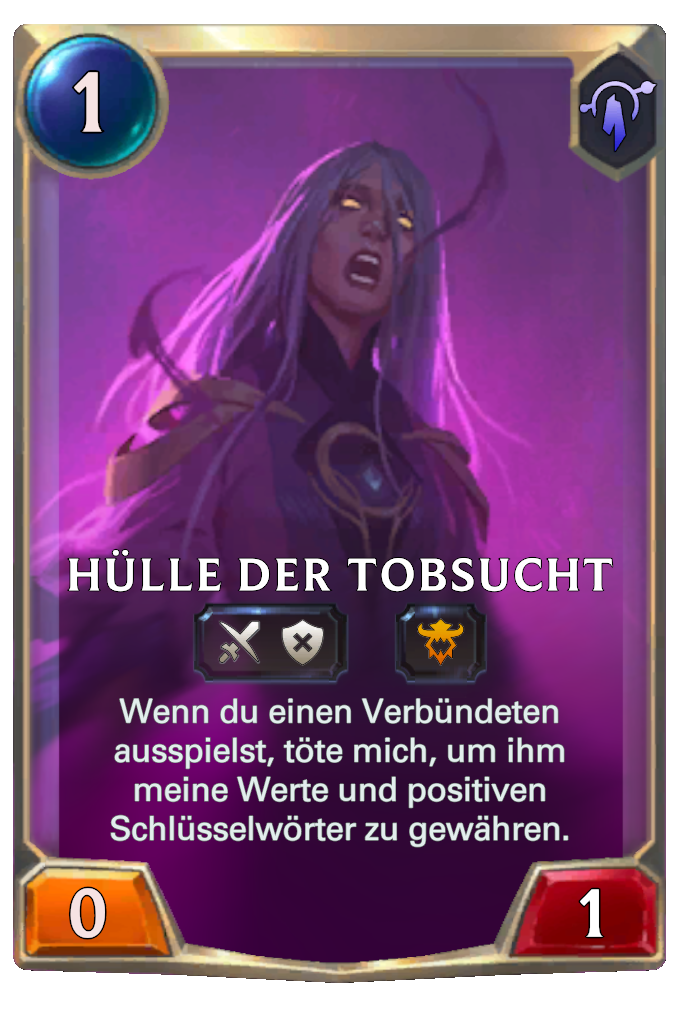 1
HÜLLE DER TOBSUCHT
Wenn du einen Verbündeten
ausspielst, töte mich, um ihm
meine Werte und positiven
Schlüsselwörter zu gewähren.
0
1